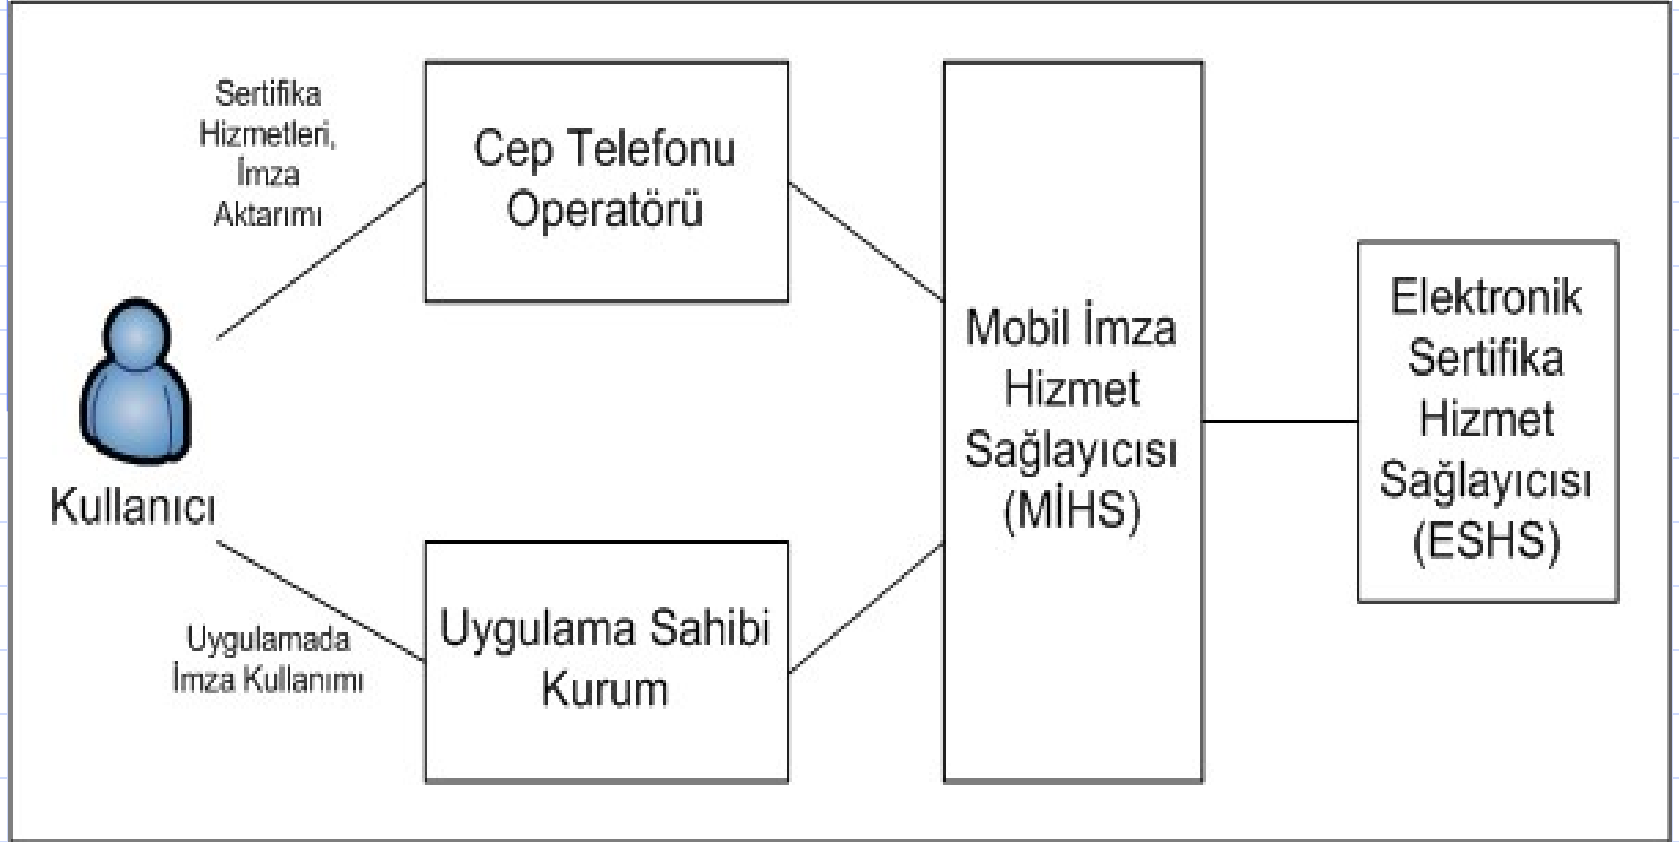 Sertifika
Hizmetleri,
İmza
Aktarımı
Cep Telefonu
Operatörü
Kullanıcı
Uygulamada
İmza Kullanımı
Uygulama Sahibi
Kurum
Mobil İmza
Hizmet
Sağlayıcısı
(MİHS)
Elektronik
Sertifika
Hizmet
Sağlayıcısı
(ESHS)